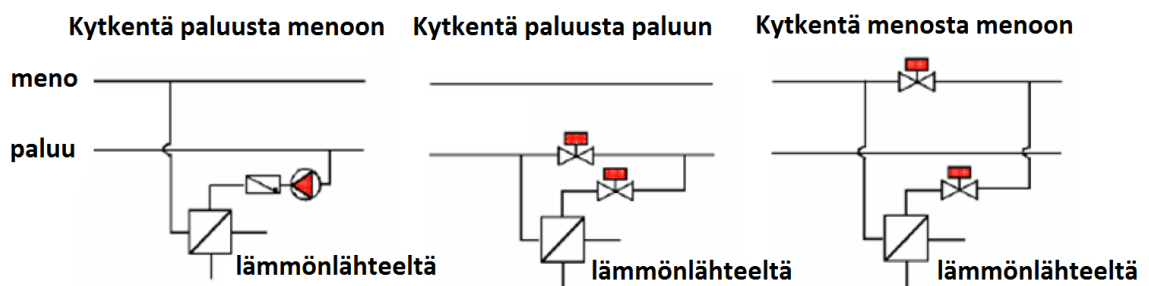 Kytkentä paluusta menoon
Kytkentä paluusta paluun
Kytkentä menosta menoon
meno
paluu
lämmönlähteeltä
lämmönlähteeltä
lämmönlähteeltä